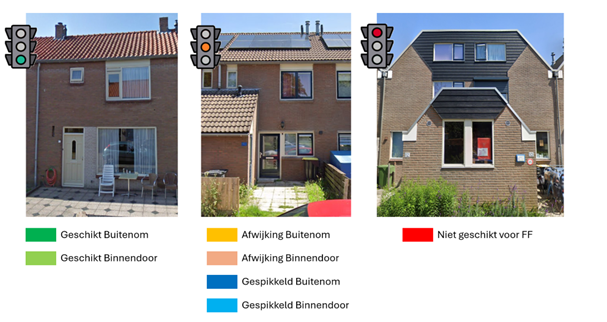 Geschikt Buitenom
Geschikt Binnendoor
Afwijking Buitenom
Afwijking Binnendoor
Gespikkeld Buitenom
Gespikkeld Binnendoor
Niet geschikt voor FF